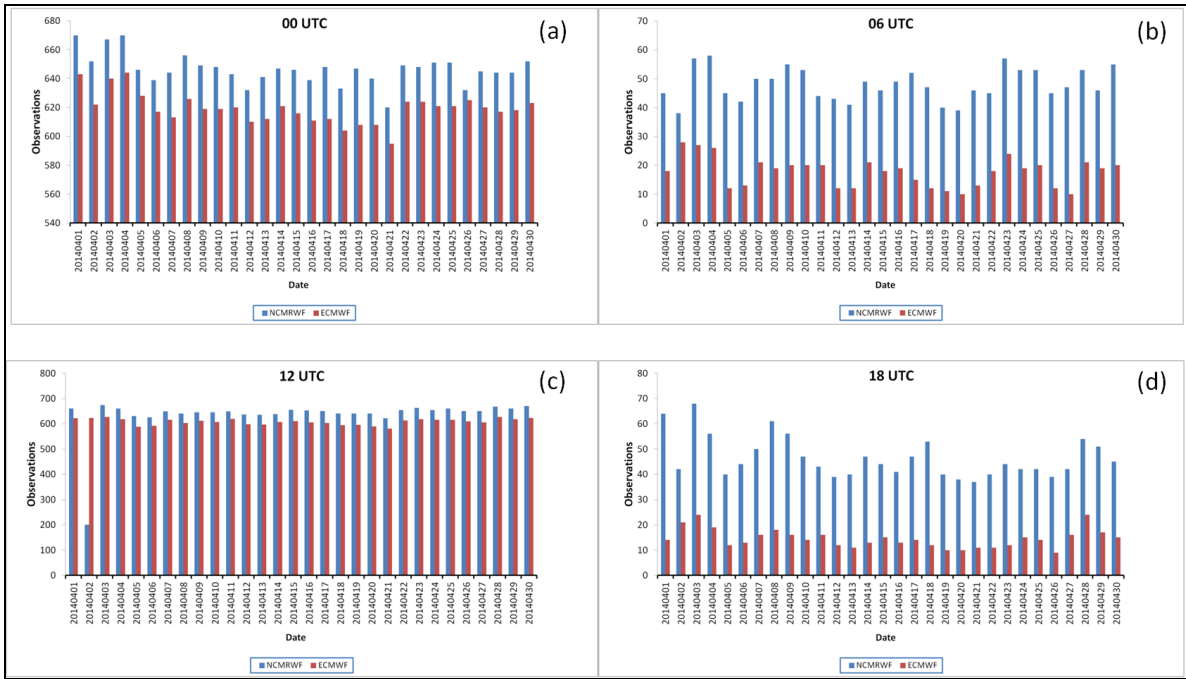 00 UTC
(a)
680
660
640
620
600
580
560
540
Observations
20140401 20140402 20140403 20140404 20140405 20140406 20140407 20140408 20140409 20140410 20140411 20140412 20140413 20140414 20140415 20140416 20140417 20140418 20140419 20140420 20140421 20140422 20140423 20140424 20140425 20140426 20140427 20140428 20140429 20140430
Date
NCMRWF ECMWF
06 UTC
(b)
70
60
50
40
30
20
10
0
Observations
20140401 20140402 20140403 20140404 20140405 20140406 20140407 20140408 20140409 20140410 20140411 20140412 20140413 20140414 20140415 20140416 20140417 20140418 20140419 20140420 20140421 20140422 20140423 20140424 20140425 20140426 20140427 20140428 20140429 20140430
Date
NCMRWF ECMWF
12 UTC
(c)
800
700
600
500
400
300
200
100
0
Observations
20140401 20140402 20140403 20140404 20140405 20140406 20140407 20140408 20140409 20140410 20140411 20140412 20140413 20140414 20140415 20140416 20140417 20140418 20140419 20140420 20140421 20140422 20140423 20140424 20140425 20140426 20140427 20140428 20140429 20140430
Date
NCMRWF ECMWF
18 UTC
(d)
80
70
60
50
40
30
20
10
0
Observations
20140401 20140402 20140403 20140404 20140405 20140406 20140407 20140408 20140409 20140410 20140411 20140412 20140413 20140414 20140415 20140416 20140417 20140418 20140419 20140420 20140421 20140422 20140423 20140424 20140425 20140426 20140427 20140428 20140429 20140430
Date
NCMRWF ECMWF